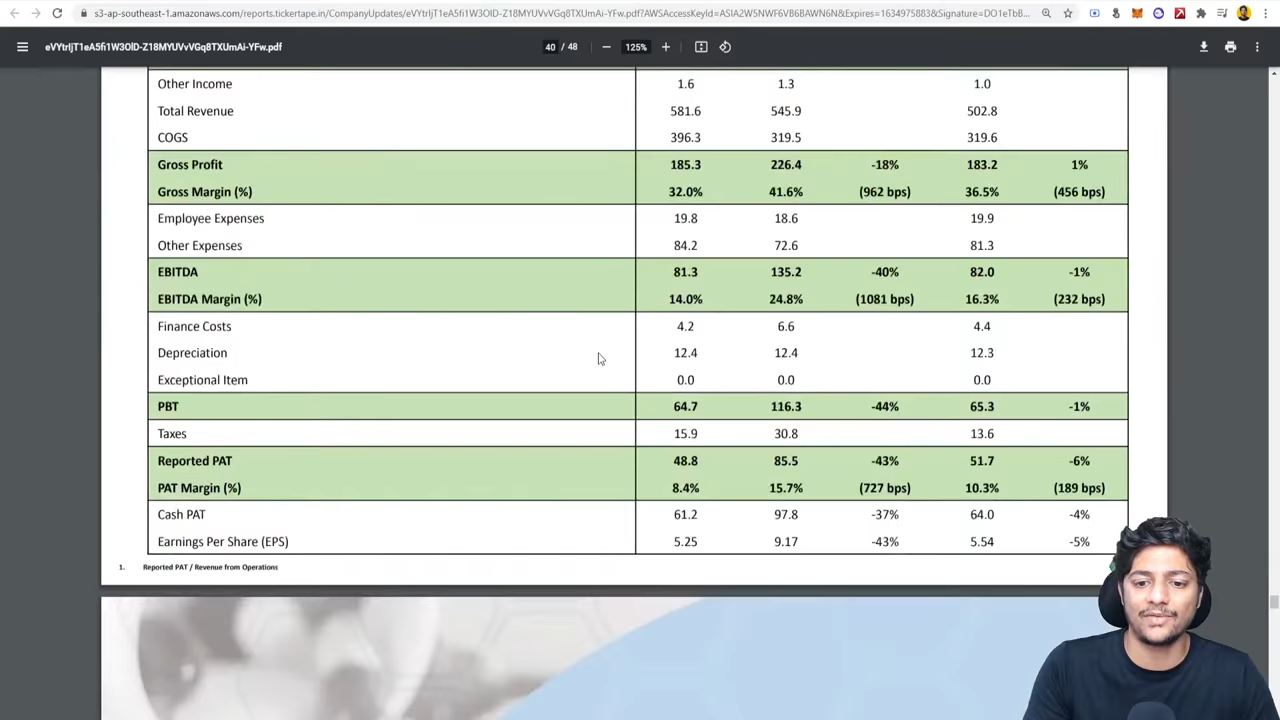 s3-ap-southeast-1.amazonaws.com/reports.tickertape.in/CompanyUpdates/eVYtrIjT1eA5fi1W3OlD-Z18MYUVvVGq8TXUmAi-YFw.pdf?AWSAccessKeyId=ASIA2W5NWF6VB6BAWN6N&Expires=1634975883&Signature=DO1eTbB...
eVYtrIjT1eA5fi1W3OlD-Z18MYUVvVGq8TXUmAi-YFw.pdf 40 / 48 125%
Other Income 1.6 1.3 1.0
Total Revenue 581.6 545.9 502.8
COGS 396.3 319.5 319.6
Gross Profit 185.3 226.4 -18% 183.2 1%
Gross Margin (%) 32.0% 41.6% (962 bps) 36.5% (456 bps)
Employee Expenses 19.8 18.6 19.9
Other Expenses 84.2 72.6 81.3
EBITDA 81.3 135.2 -40% 82.0 -1%
EBITDA Margin (%) 14.0% 24.8% (1081 bps) 16.3% (232 bps)
Finance Costs 4.2 6.6 4.4
Depreciation 12.4 12.4 12.3
Exceptional Item 0.0 0.0 0.0
PBT 64.7 116.3 -44% 65.3 -1%
Taxes 15.9 30.8 13.6
Reported PAT 48.8 85.5 -43% 51.7 -6%
PAT Margin (%) 8.4% 15.7% (727 bps) 10.3% (189 bps)
Cash PAT 61.2 97.8 -37% 64.0 -4%
Earnings Per Share (EPS) 5.25 9.17 -43% 5.54 -5%
1. Reported PAT / Revenue from Operations